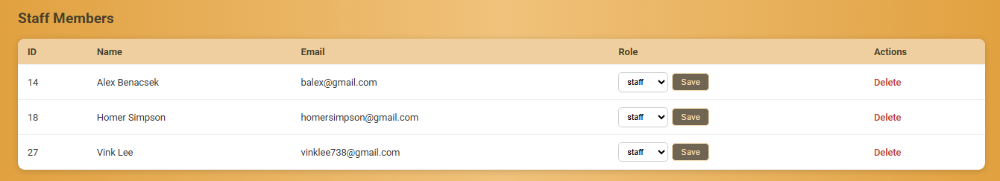 Staff Members
ID Name Email Role Actions
14 Alex Benacsek balex@gmail.com staff Save Delete
18 Homer Simpson homersimpson@gmail.com staff Save Delete
27 Vink Lee vinklee738@gmail.com staff Save Delete